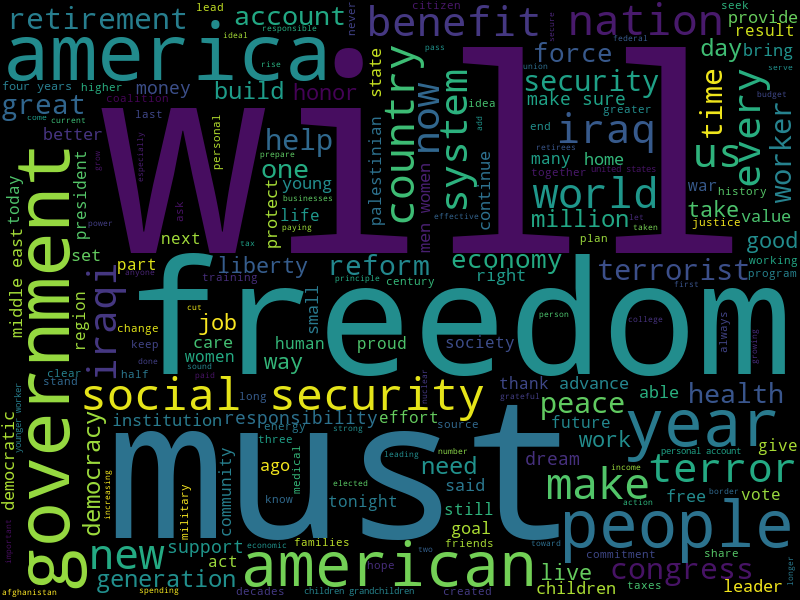 retirement
lead
account
never
citizen
benefit
nation
seek
provide
ideal
responsible
secure
pass
federal
america
rise
state
union
force
day
bring
result
serve
four years
higher
money
honor
build
country
now
system
idea
security
make sure
greater
budget
time
every
worker
great
coalition
come
current
last
better
especially
personal
will
help
add
end
retirees
iraq
us
many
home
together
united states
government
today
president
grow
prepare
one
young
businesses
life
paying
palestinian
men women
continue
effective
world
war
history
let
take
value
million
taken
justice
power
ask
protect
tax
next
plan
good
middle east
set
part
liberty
reform
economy
right
terrorist
working
program
region
iraqi
anyone
training
principle
century
freedom
first
change
cut
job
small
person
college
always
growing
keep
care
human
proud
society
done
women
way
sound
clear
half
paid
stand
social security
nuclear
thank
advance
able
health
grateful
democratic
younger worker
long
institution
responsibility
effort
source
peace
future
year
democracy
must
energy
strong
three
work
give
increasing
community
ago
medical
leading
number
need
dream
make
income
personal account
terror
military
know
elected
tonight
said
still
free
border
vote
action
important
goal
people
new
support
economic
families
friends
two
toward
commitment
share
longer
generation
act
american
hope
live
congress
afghanistan
spending
decades
children grandchildren
created
children
taxes
leader